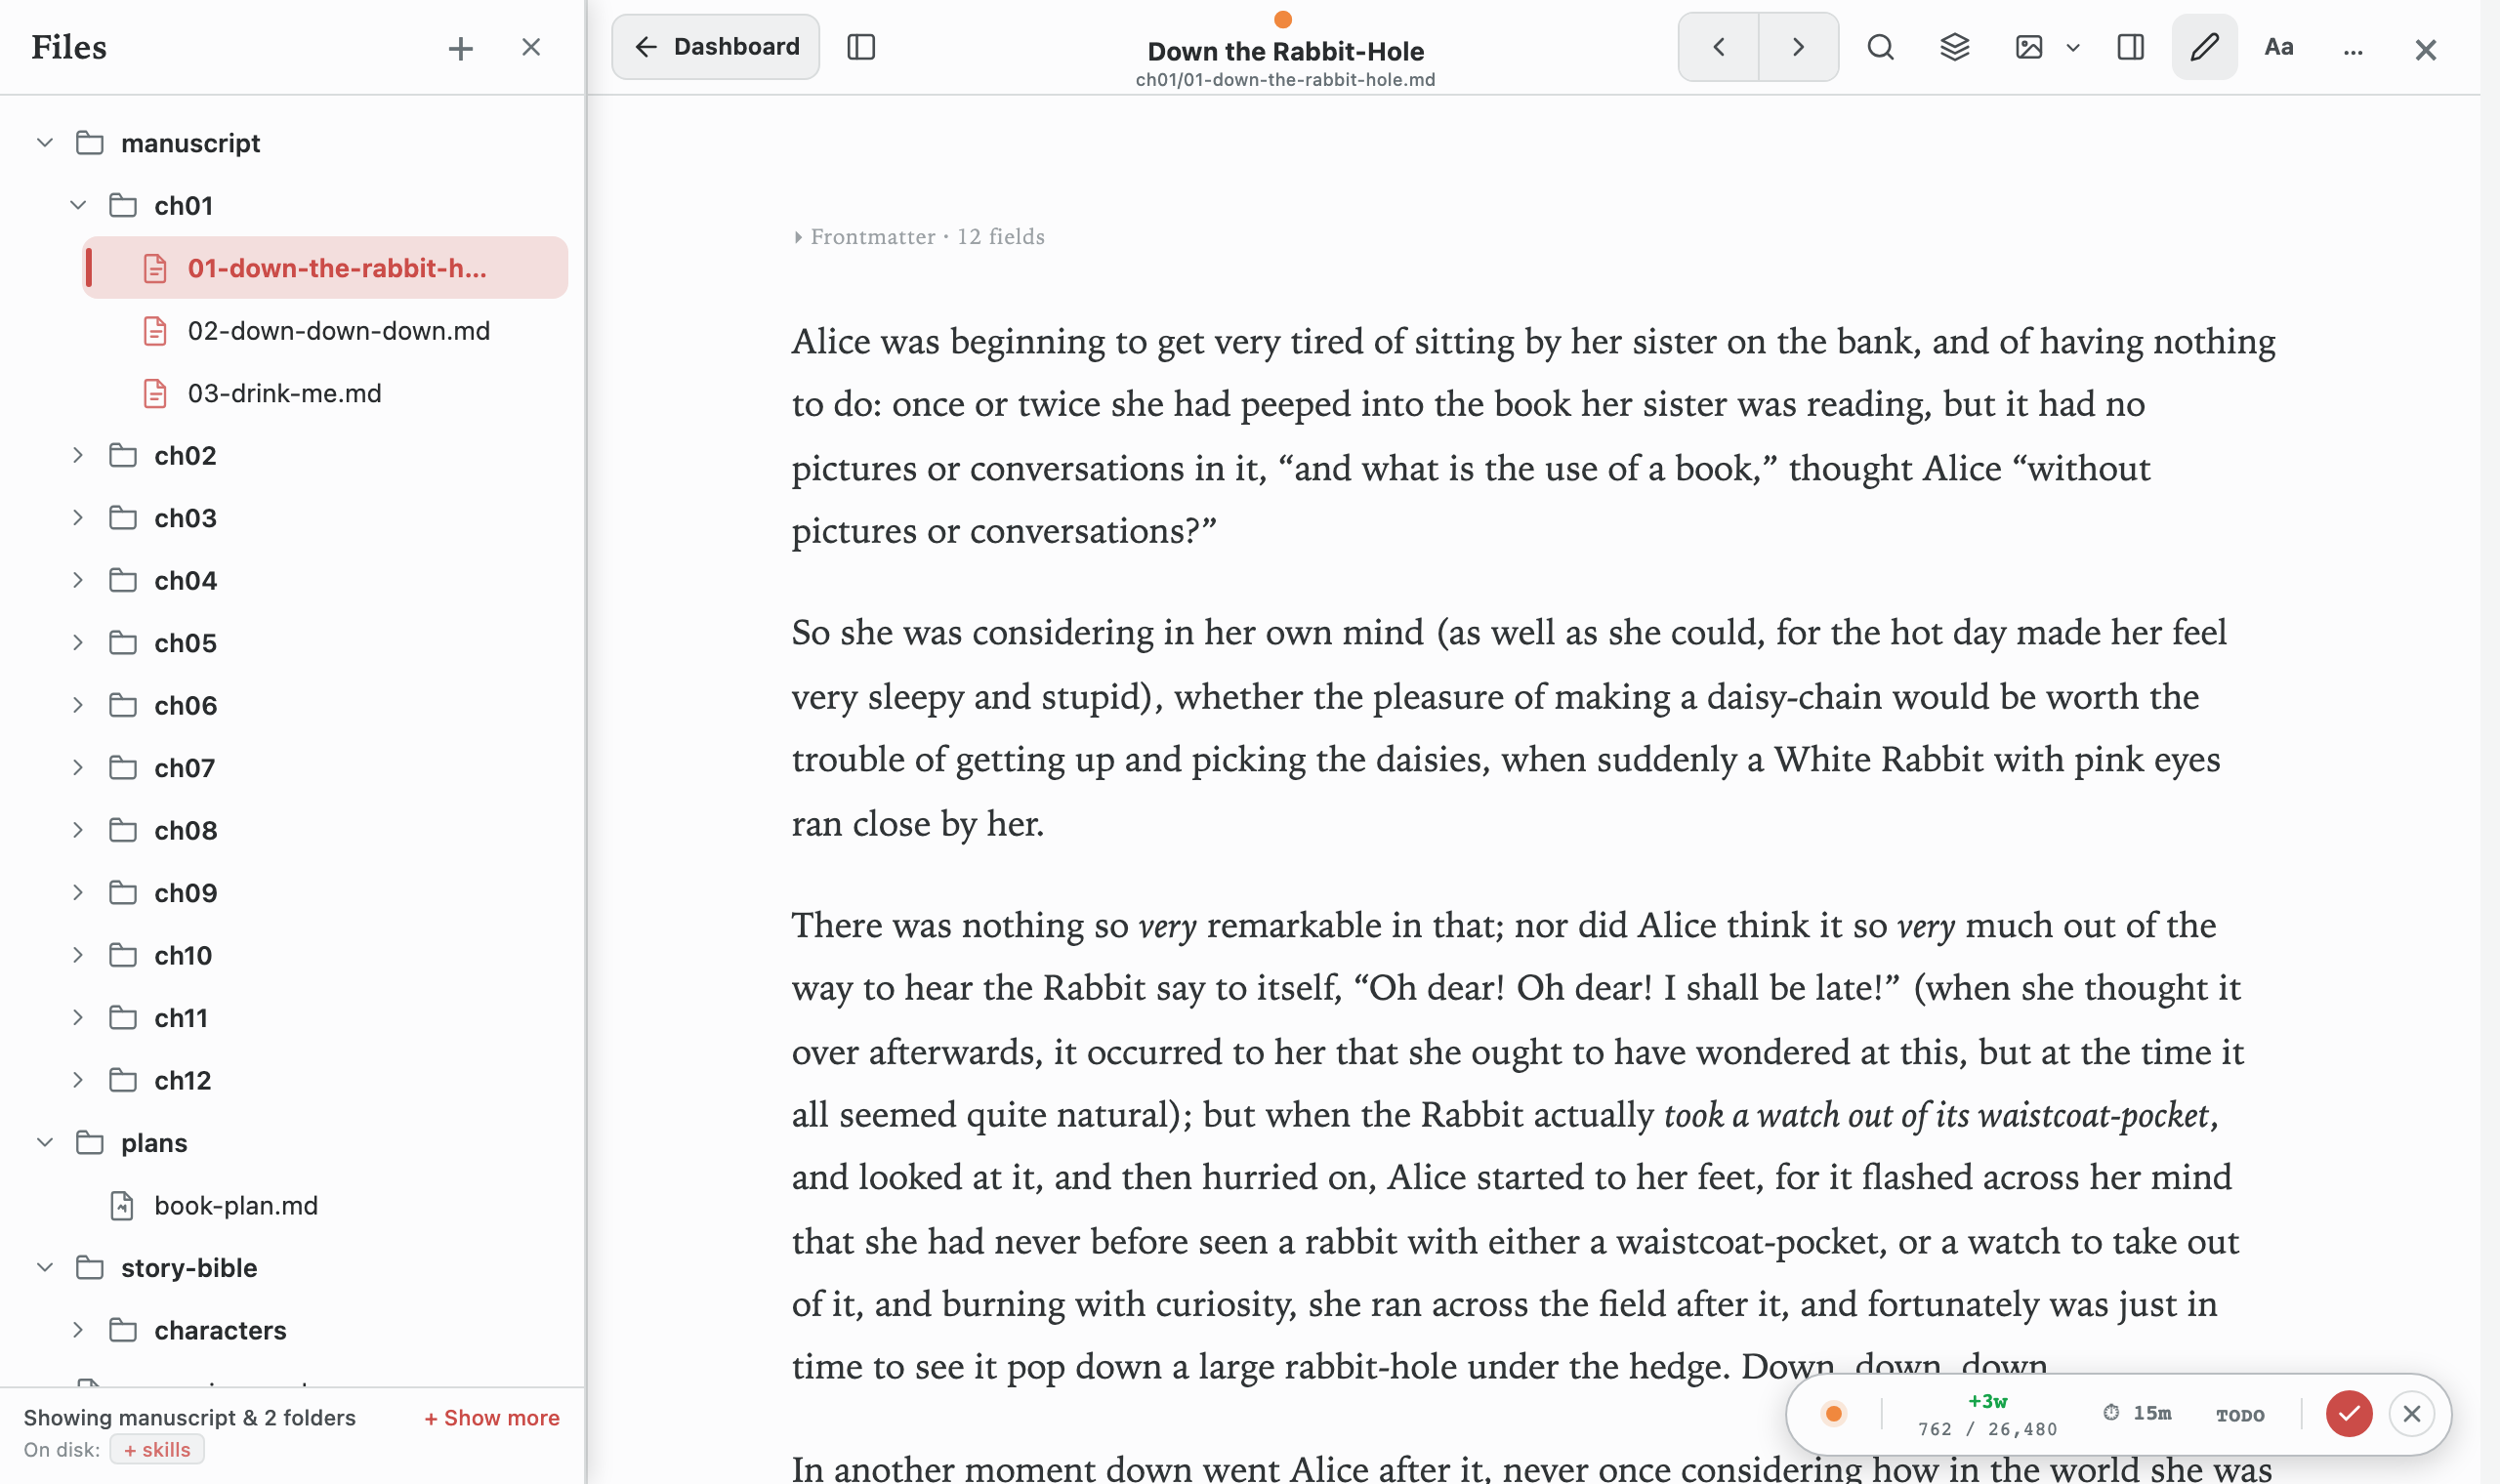 Files
manuscript
ch01
01-down-the-rabbit-h...
02-down-down-down.md
03-drink-me.md
ch02
ch03
ch04
ch05
ch06
ch07
ch08
ch09
ch10
ch11
ch12
plans
book-plan.md
story-bible
characters
Showing manuscript & 2 folders
+ Show more
On disk: + skills
Dashboard
Down the Rabbit-Hole
ch01/01-down-the-rabbit-hole.md
Aa
...
Frontmatter · 12 fields
Alice was beginning to get very tired of sitting by her sister on the bank, and of having nothing
to do: once or twice she had peeped into the book her sister was reading, but it had no
pictures or conversations in it, “and what is the use of a book,” thought Alice “without
pictures or conversations?”
So she was considering in her own mind (as well as she could, for the hot day made her feel
very sleepy and stupid), whether the pleasure of making a daisy-chain would be worth the
trouble of getting up and picking the daisies, when suddenly a White Rabbit with pink eyes
ran close by her.
There was nothing so very remarkable in that; nor did Alice think it so very much out of the
way to hear the Rabbit say to itself, “Oh dear! Oh dear! I shall be late!” (when she thought it
over afterwards, it occurred to her that she ought to have wondered at this, but at the time it
all seemed quite natural); but when the Rabbit actually took a watch out of its waistcoat-pocket,
and looked at it, and then hurried on, Alice started to her feet, for it flashed across her mind
that she had never before seen a rabbit with either a waistcoat-pocket, or a watch to take out
of it, and burning with curiosity, she ran across the field after it, and fortunately was just in
time to see it pop down a large rabbit-hole under the hedge. Down, down, down
In another moment down went Alice after it, never once considering how in the world she was
+3w
762 / 26,480
15m
TODO